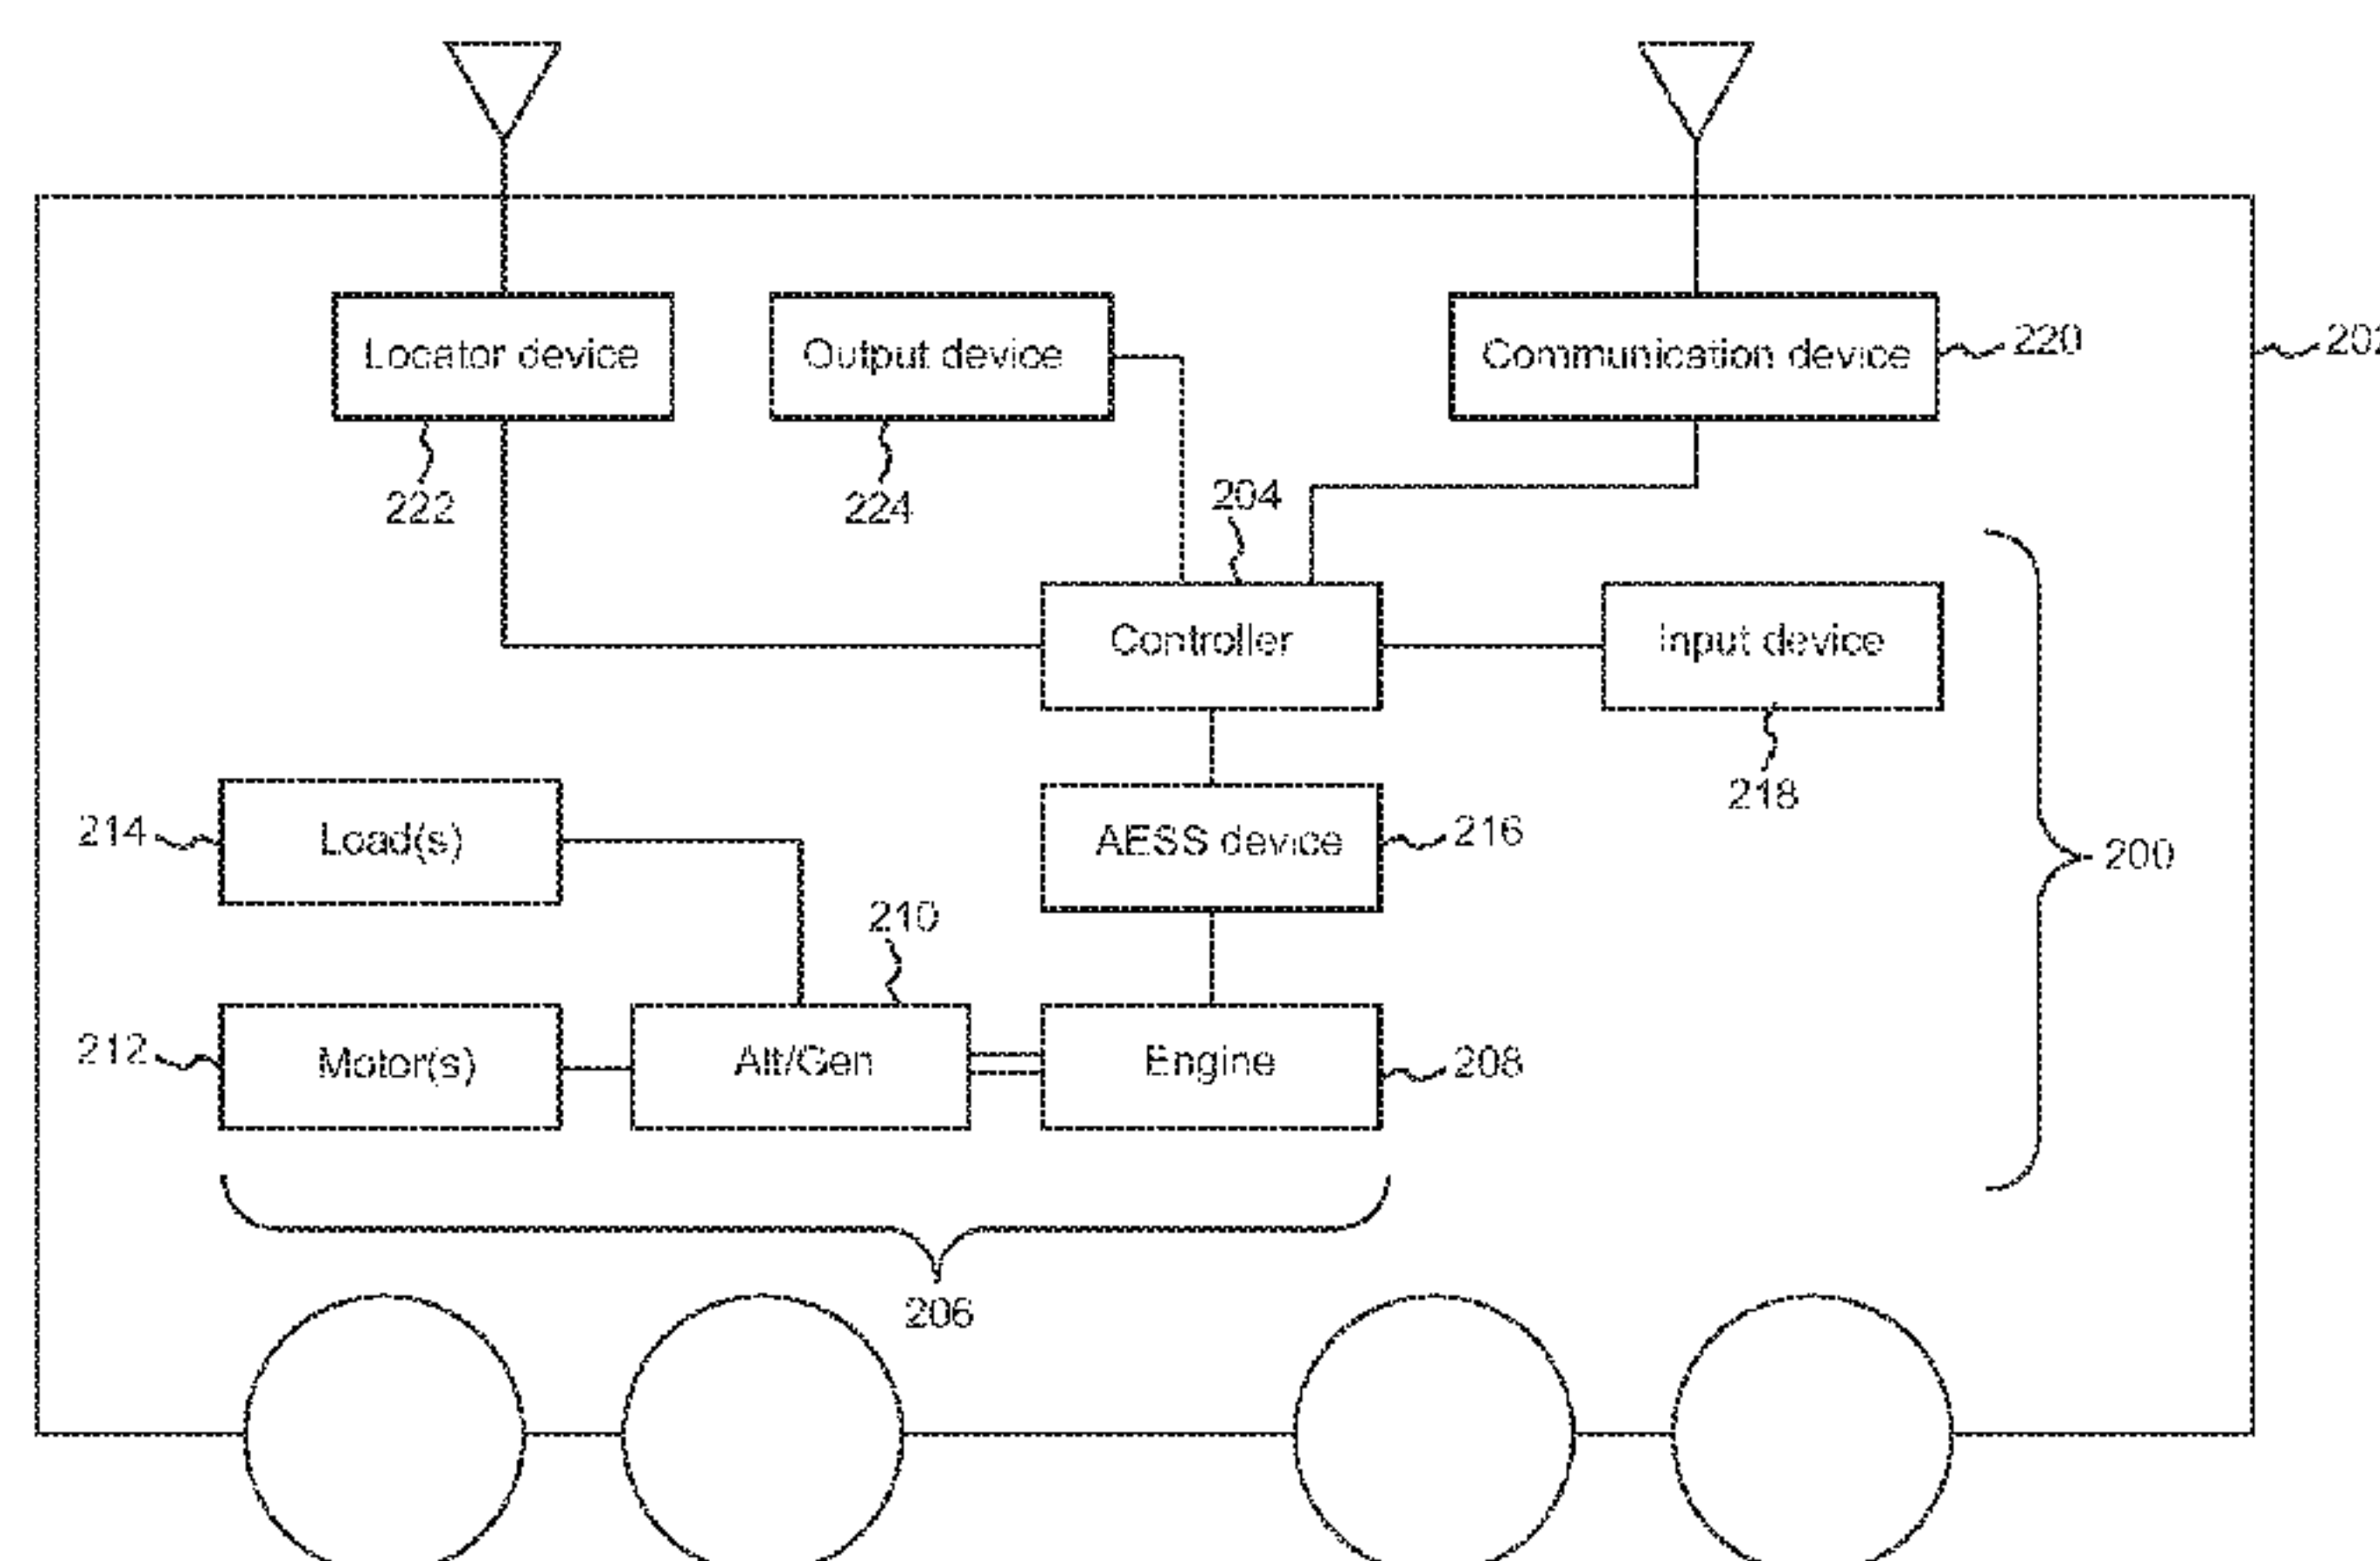 Locator device
Output device
Communication device
220
222
224
204
Controller
Input device
218
214
Load(s)
AESS device
216
200
210
212
Motor(s)
Alt/Gen
Engine
208
206